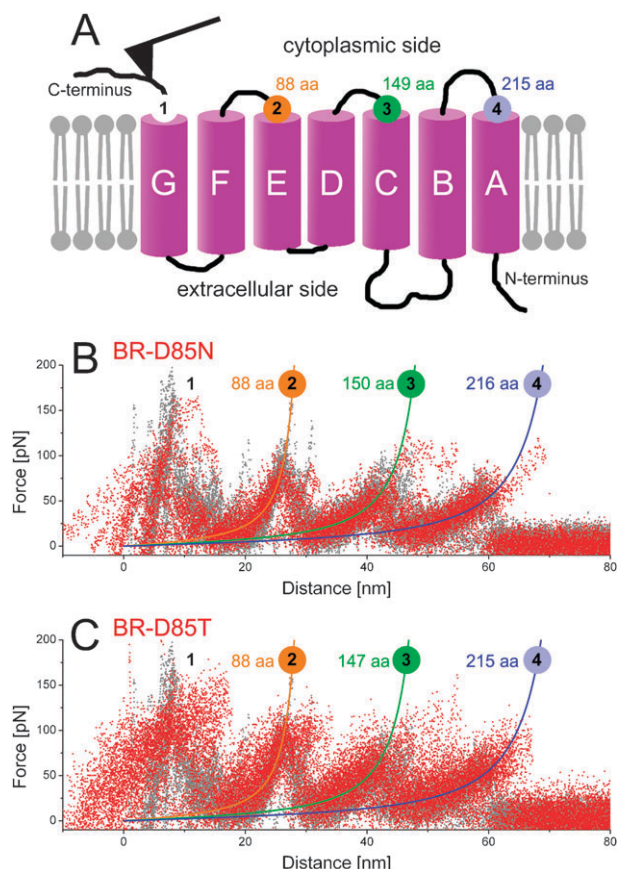 A
cytoplasmic side
C-terminus
88 aa
149 aa
215 aa
1
2
3
4
G F E D C B A
extracellular side
N-terminus
B BR-D85N
200
150
100
50
0
Force [pN]
1
88 aa 2
150 aa 3
216 aa 4
0 20 40 60 80
Distance [nm]
C BR-D85T
200
150
100
50
0
Force [pN]
1
88 aa 2
147 aa 3
215 aa 4
0 20 40 60 80
Distance [nm]